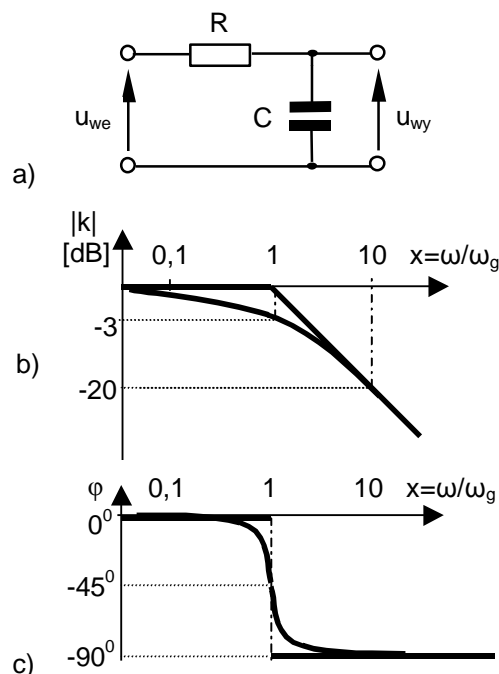 R
u_we
C
u_wy
a)
|k|
[dB]
0,1
1
10
x=ω/ω_g
-3
-20
b)
φ
0,1
1
10
x=ω/ω_g
0⁰
-45⁰
-90⁰
c)